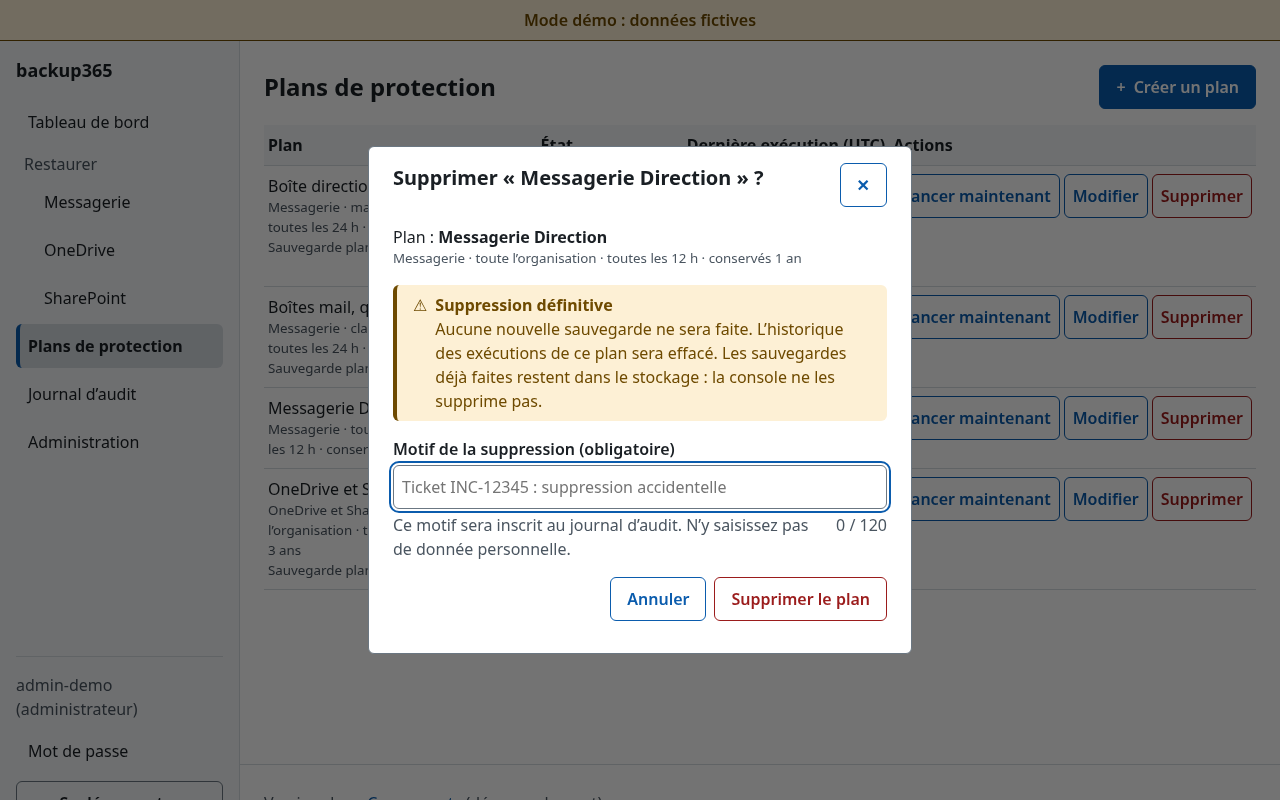 Mode démo : données fictives
backup365
Tableau de bord
Restaurer
Messagerie
OneDrive
SharePoint
Plans de protection
Journal d’audit
Administration
admin-demo
(administrateur)
Mot de passe
Plans de protection
+ Créer un plan
Plan
État
Dernière exécution (UTC)
Actions
Boîte directio
Messagerie · ma
toutes les 24 h ·
Sauvegarde plan
ancer maintenant
Modifier
Supprimer
Boîtes mail, q
Messagerie · cla
toutes les 24 h ·
Sauvegarde plan
ancer maintenant
Modifier
Supprimer
Messagerie D
Messagerie · tou
les 12 h · conser
ancer maintenant
Modifier
Supprimer
OneDrive et S
OneDrive et Sha
l’organisation · t
3 ans
Sauvegarde plan
ancer maintenant
Modifier
Supprimer
Supprimer « Messagerie Direction » ?
×
Plan : Messagerie Direction
Messagerie · toute l’organisation · toutes les 12 h · conservés 1 an
⚠ Suppression définitive
Aucune nouvelle sauvegarde ne sera faite. L’historique
des exécutions de ce plan sera effacé. Les sauvegardes
déjà faites restent dans le stockage : la console ne les
supprime pas.
Motif de la suppression (obligatoire)
Ticket INC-12345 : suppression accidentelle
Ce motif sera inscrit au journal d’audit. N’y saisissez pas
de donnée personnelle.
0 / 120
Annuler
Supprimer le plan